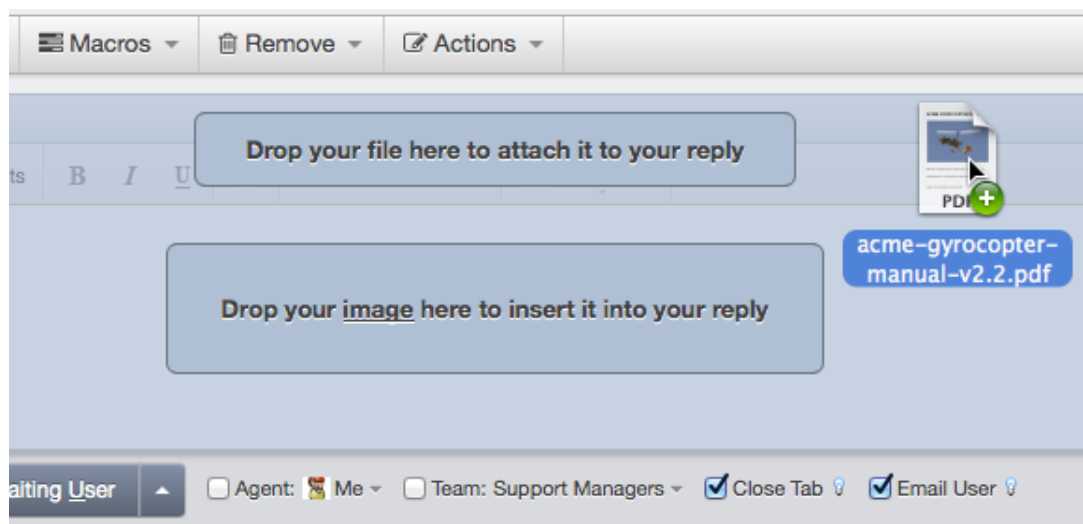 Macros Remove Actions
Drop your file here to attach it to your reply
ts B I U
PDF
acme-gyrocopter-
manual-v2.2.pdf
Drop your image here to insert it into your reply
aiting User Agent: Me Team: Support Managers Close Tab Email User